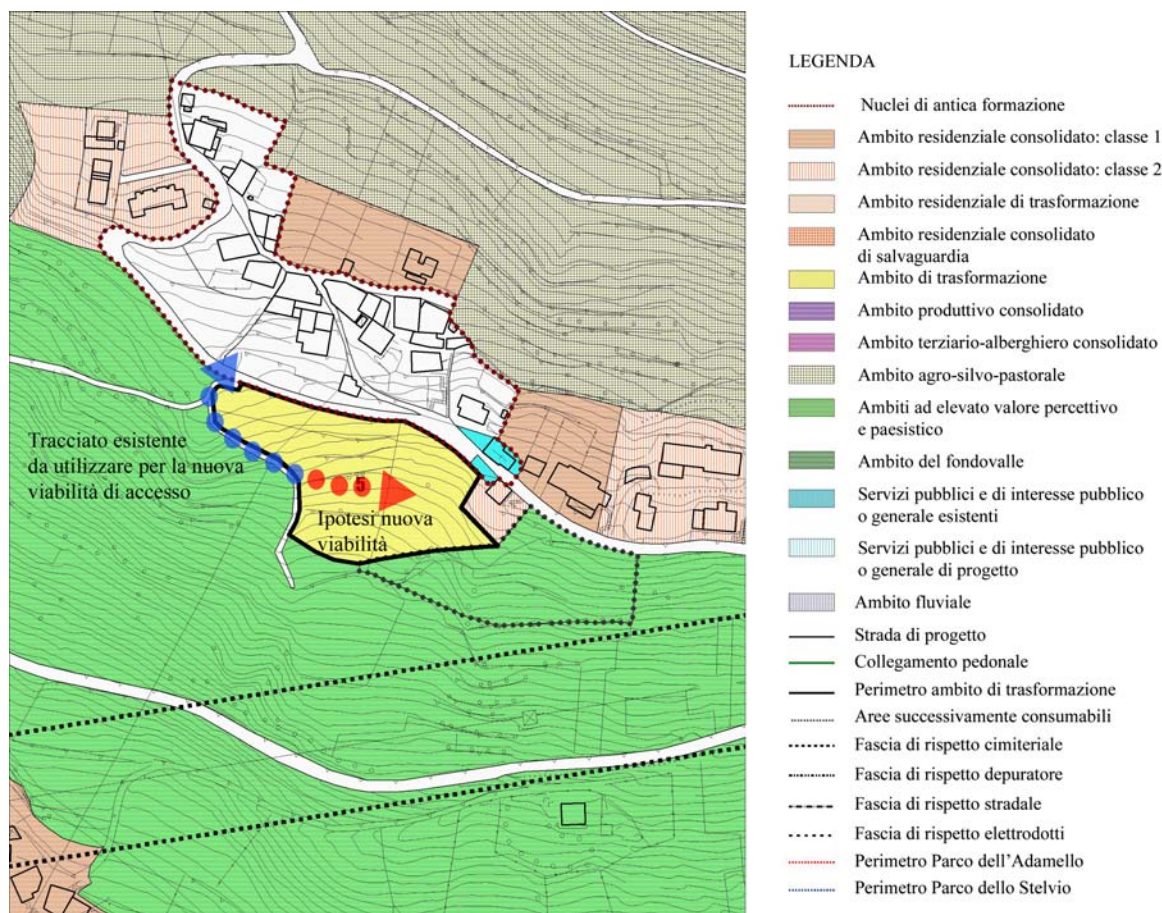 Tracciato esistente
da utilizzare per la nuova
viabilità di accesso
5
Ipotesi nuova
viabilità
LEGENDA
Nuclei di antica formazione
Ambito residenziale consolidato: classe 1
Ambito residenziale consolidato: classe 2
Ambito residenziale di trasformazione
Ambito residenziale consolidato
di salvaguardia
Ambito di trasformazione
Ambito produttivo consolidato
Ambito terziario-alberghiero consolidato
Ambito agro-silvo-pastorale
Ambiti ad elevato valore percettivo
e paesistico
Ambito del fondovalle
Servizi pubblici e di interesse pubblico
o generale esistenti
Servizi pubblici e di interesse pubblico
o generale di progetto
Ambito fluviale
Strada di progetto
Collegamento pedonale
Perimetro ambito di trasformazione
Aree successivamente consumabili
Fascia di rispetto cimiteriale
Fascia di rispetto depuratore
Fascia di rispetto stradale
Fascia di rispetto elettrodotti
Perimetro Parco dell'Adamello
Perimetro Parco dello Stelvio